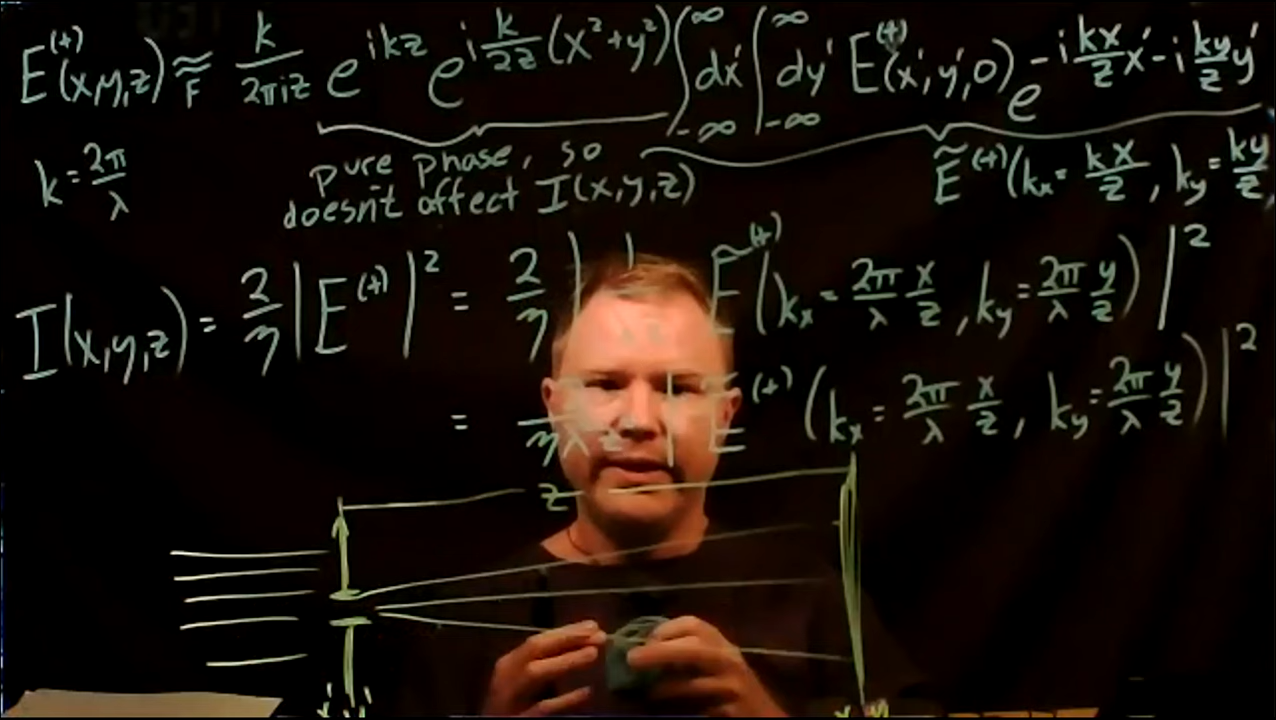 E^(+)(x,y,z) ≈_F k/(2πiz) e^{ikz} e^{i k/(2z) (x²+y²)} ∫_{-∞}^{∞} dx' ∫_{-∞}^{∞} dy' E^(+)(x',y',0) e^{-i kx/z x' - i ky/z y'}
k = 2π/λ
pure phase, so
doesn't affect I(x,y,z)
Ẽ^(+)(k_x = kx/z, k_y = ky/z,
I(x,y,z) = 2/η |E^(+)|² = 2/η | Ẽ^(+)(k_x = 2π/λ x/z, k_y = 2π/λ y/z)|²
= ηλz |E^(+)(k_x = 2π/λ x/z, k_y = 2π/λ y/z)|²
z